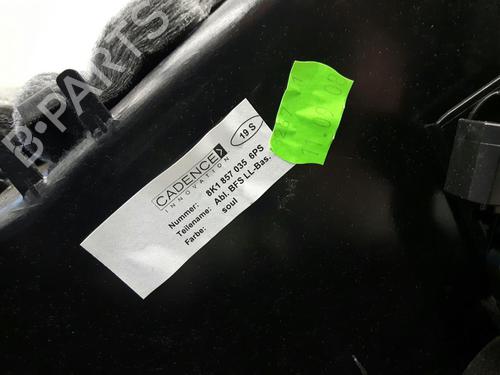 B-PARTS
CADENCE
INNOVATION
19 S
Nummer: 8K1 857 035 6PS
Teilename: Abl. BFS LL-Bas.
Farbe: soul